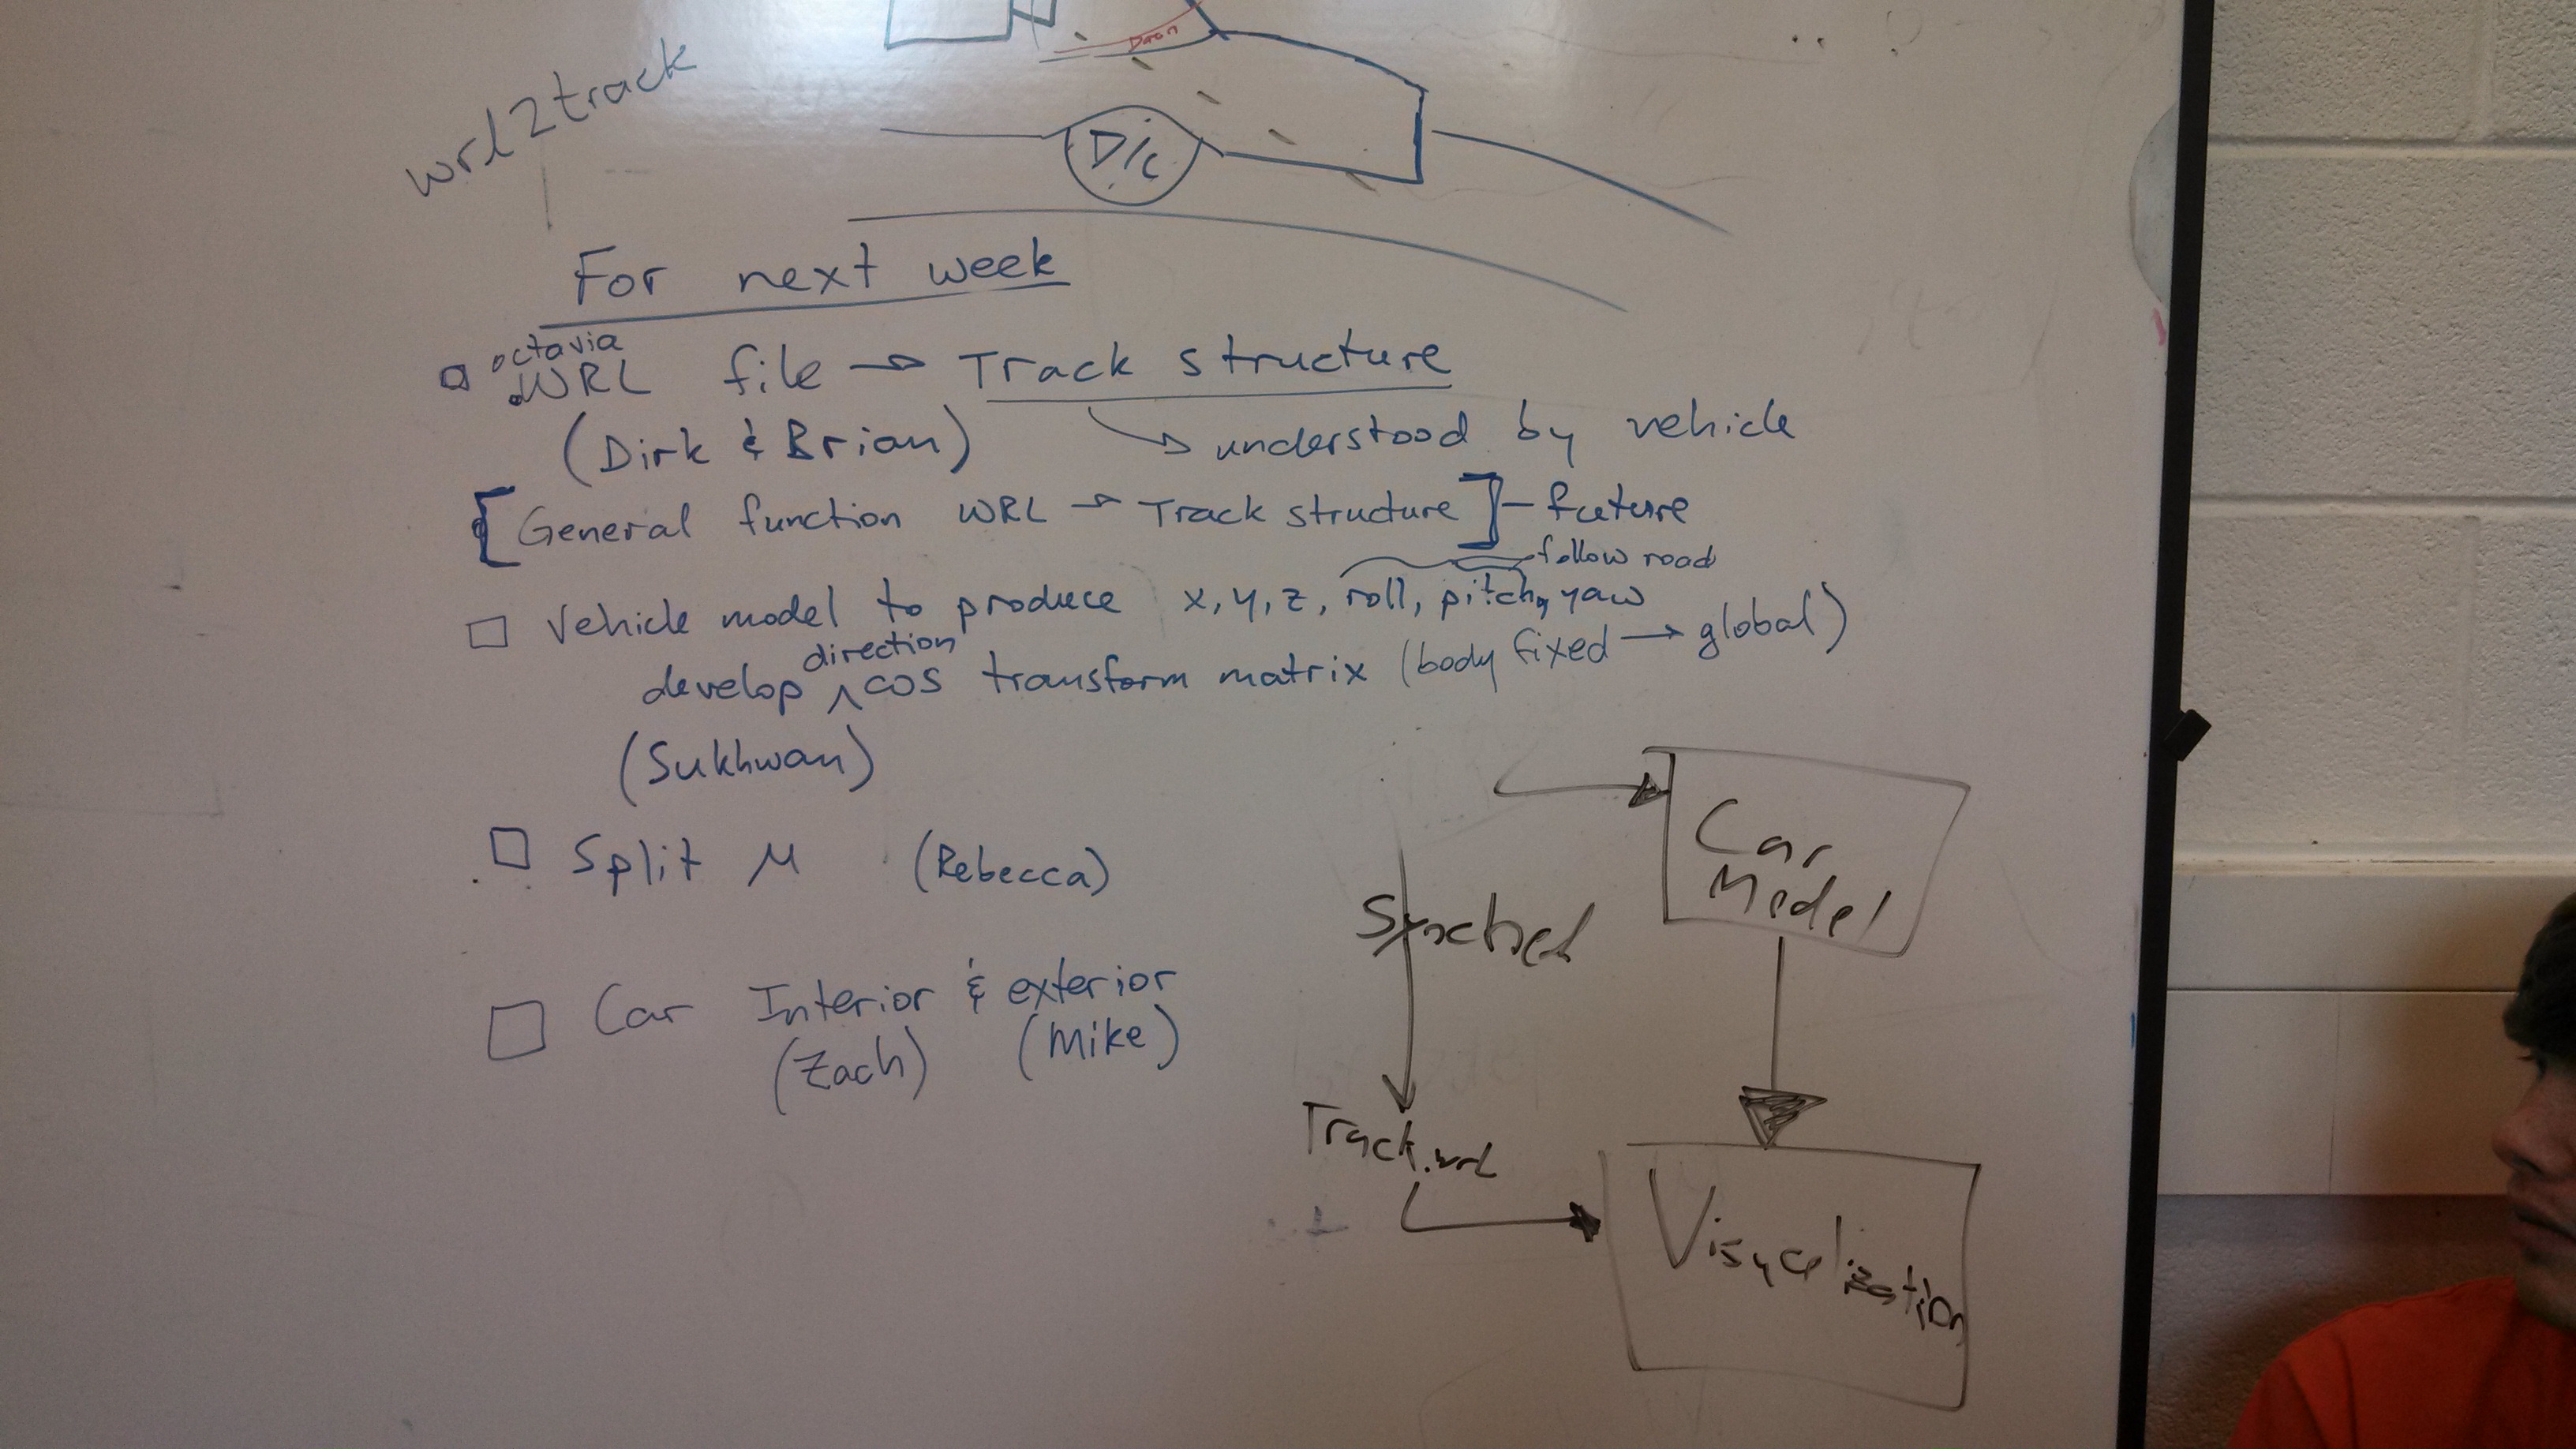 wrl2track
D/c
For next week
octavia
.WRL file → Track structure
(Dirk & Brian) ↳ understood by vehicle
[General function WRL → Track structure] - future
follow road
Vehicle model to produce x, y, z, roll, pitch, yaw
direction
develop ^ cos transform matrix (body fixed → global)
(Sukhwan)
Split μ (Rebecca)
Car Interior & exterior
(Zach) (Mike)
Car
Model
Synched
Track.wrl
Visualization